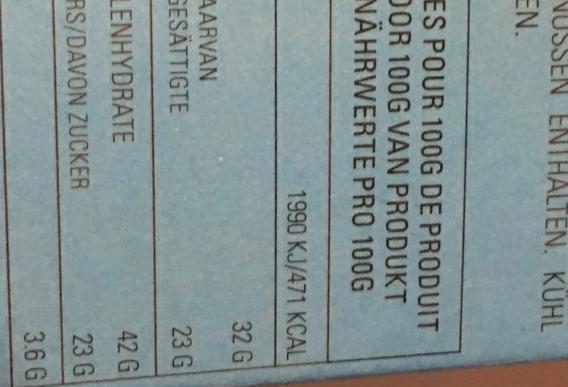 NÜSSEN ENTHALTEN. KÜHL
EN.
ES POUR 100G DE PRODUIT
OOR 100G VAN PRODUKT
NÄHRWERTE PRO 100G
1990 KJ/471 KCAL
32 G
AARVAN
GESÄTTIGTE 23 G
LENHYDRATE 42 G
RS/DAVON ZUCKER 23 G
3.6 G